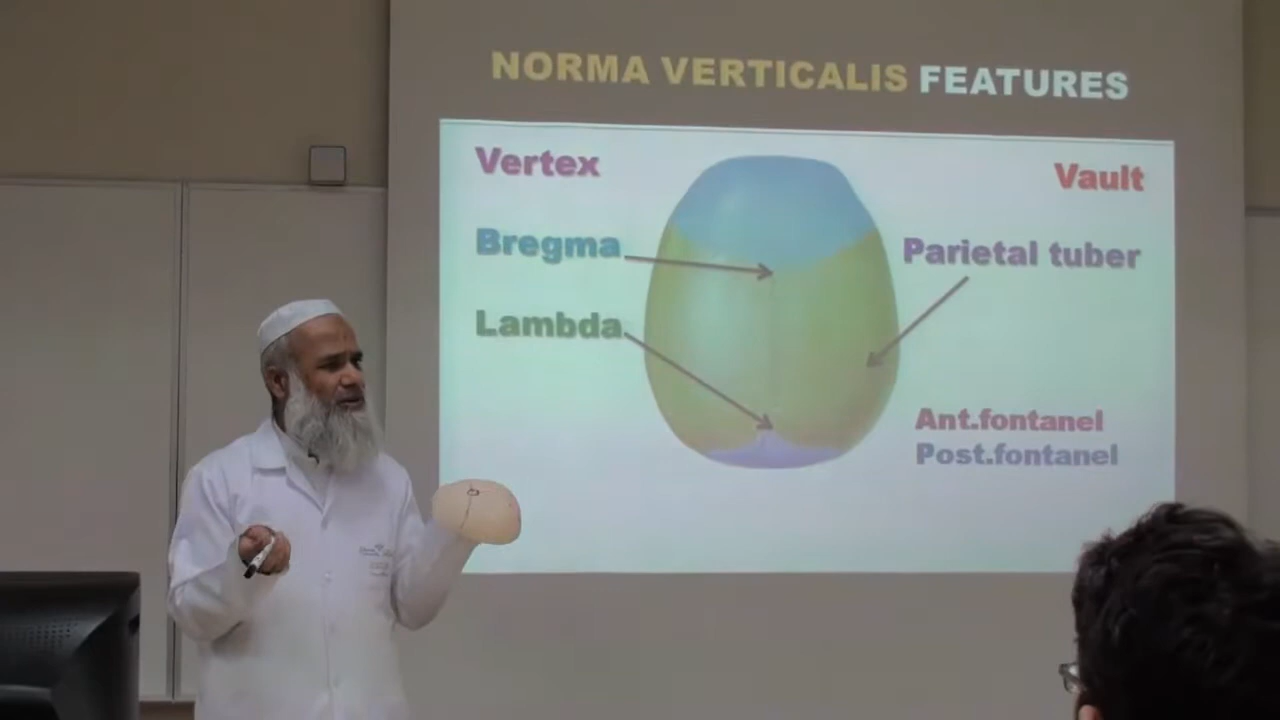 NORMA VERTICALIS FEATURES
Vertex
Vault
Bregma
Parietal tuber
Lambda
Ant.fontanel
Post.fontanel